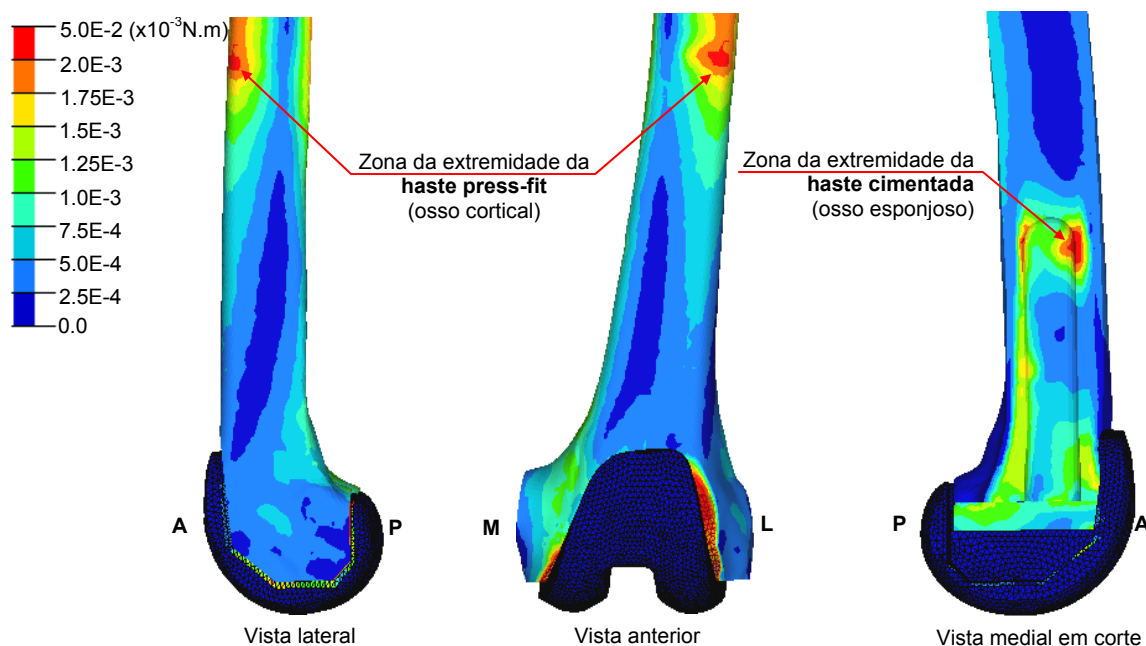 5.0E-2 (x10⁻³N.m)
2.0E-3
1.75E-3
1.5E-3
1.25E-3
1.0E-3
7.5E-4
5.0E-4
2.5E-4
0.0
Zona da extremidade da
haste press-fit
(osso cortical)
Zona da extremidade da
haste cimentada
(osso esponjoso)
A
P
M
L
P
A
Vista lateral
Vista anterior
Vista medial em corte